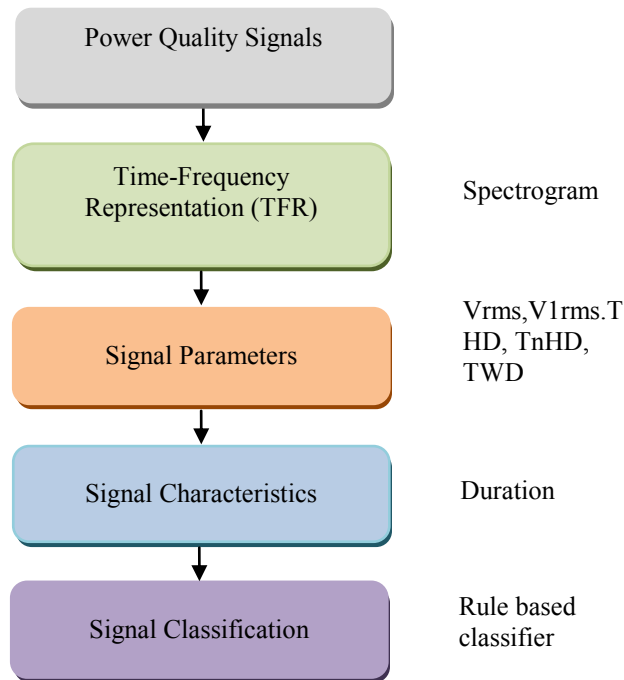 Power Quality Signals
Time-Frequency
Representation (TFR)
Spectrogram
Signal Parameters
Vrms,V1rms.T
HD, TnHD,
TWD
Signal Characteristics
Duration
Signal Classification
Rule based
classifier